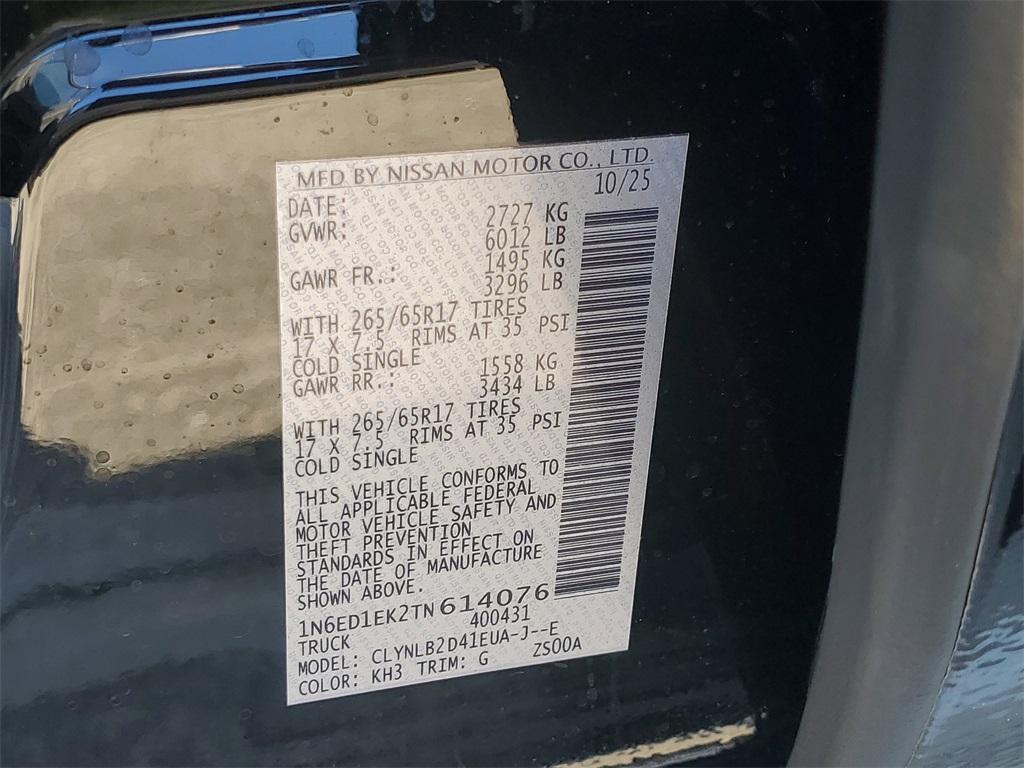 MFD BY NISSAN MOTOR CO., LTD.
DATE: 10/25
GVWR: 2727 KG
6012 LB
GAWR FR.: 1495 KG
3296 LB
WITH 265/65R17 TIRES
17 X 7.5 RIMS AT 35 PSI
COLD SINGLE
GAWR RR.: 1558 KG
3434 LB
WITH 265/65R17 TIRES
17 X 7.5 RIMS AT 35 PSI
COLD SINGLE
THIS VEHICLE CONFORMS TO
ALL APPLICABLE FEDERAL
MOTOR VEHICLE SAFETY AND
THEFT PREVENTION
STANDARDS IN EFFECT ON
THE DATE OF MANUFACTURE
SHOWN ABOVE.
1N6ED1EK2TN614076
TRUCK 400431
MODEL: CLYNLB2D41EUA-J--E
COLOR: KH3 TRIM: G ZS00A